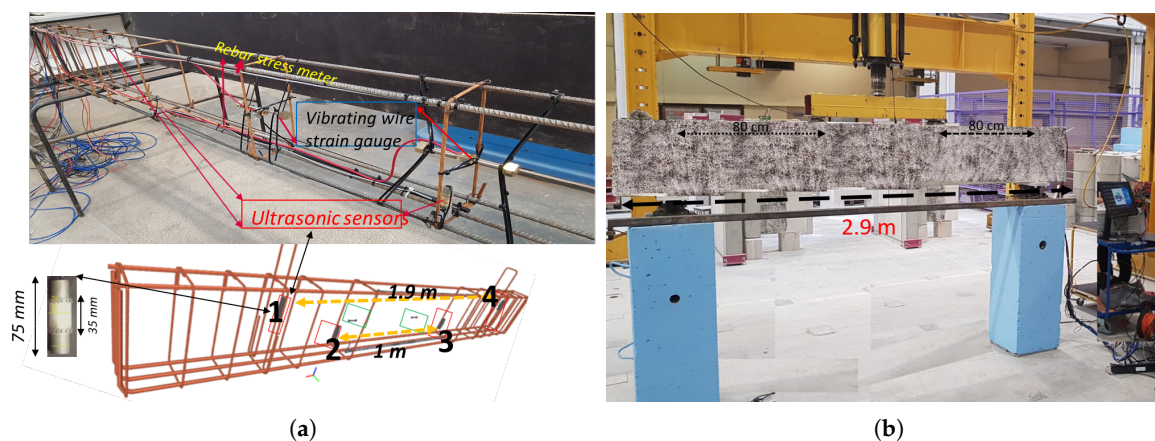 Rebar stress meter
Vibrating wire
strain gauge
Ultrasonic sensors
75 mm
35 mm
1
1.9 m
4
2
1 m
3
(a)
80 cm
80 cm
2.9 m
(b)